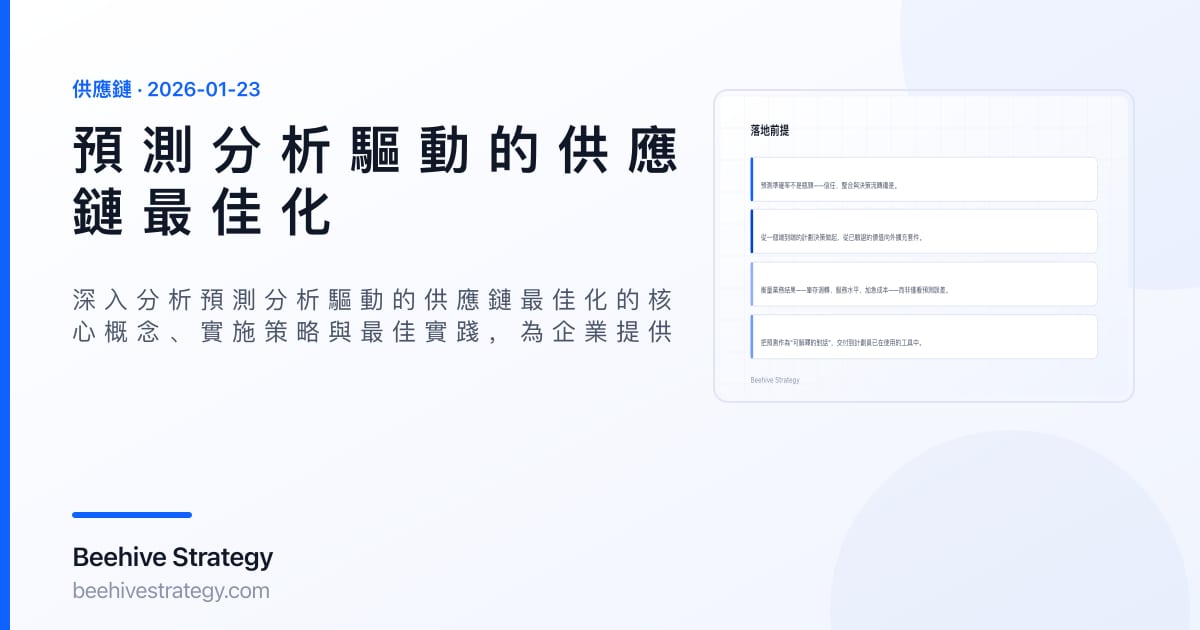 供應鏈 · 2026-01-23
預測分析驅動的供應
鏈最佳化
深入分析預測分析驅動的供應鏈最佳化的核
心概念、實施策略與最佳實踐，為企業提供
落地前提
預測準確率不是瓶頸——信任、整合與決策流轉纔是。
從一個端到端的計劃決策做起，從已驗證的價值向外擴充套件。
衡量業務結果——庫存週轉、服務水平、加急成本——而非僅看預測誤差。
把預測作為“可解釋的對話”，交付到計劃員已在使用的工具中。
Beehive Strategy
Beehive Strategy
beehivestrategy.com